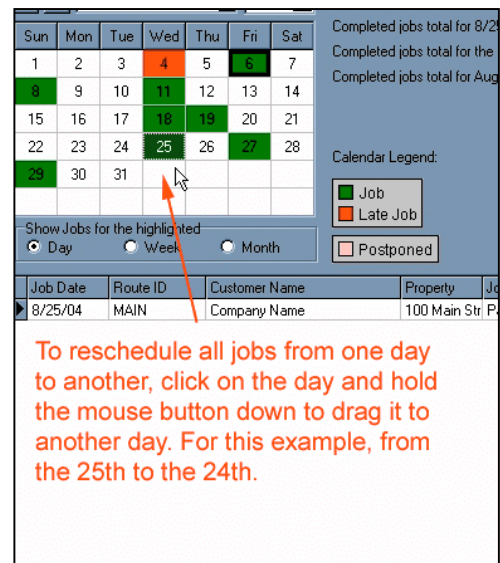 Completed jobs total for 8/2
Sun Mon Tue Wed Thu Fri Sat
Completed jobs total for the
1 2 3 4 5 6 7
Completed jobs total for Aug
8 9 10 11 12 13 14
15 16 17 18 19 20 21
22 23 24 25 26 27 28
29 30 31
Calendar Legend:
Job
Late Job
Postponed
Show Jobs for the highlighted
Day Week Month
Job Date Route ID Customer Name Property
8/25/04 MAIN Company Name 100 Main Str
To reschedule all jobs from one day
to another, click on the day and hold
the mouse button down to drag it to
another day. For this example, from
the 25th to the 24th.